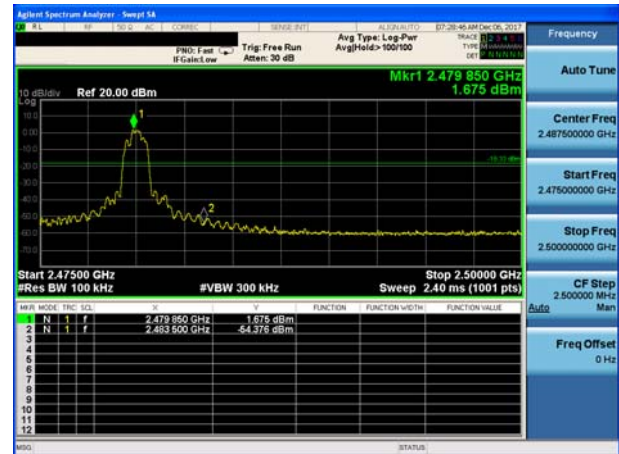 Agilent Spectrum Analyzer - Swept SA
RL RF 50 Ω AC CORREC SENSE:INT ALIGN AUTO 07:28:46 AM Dec 06, 2017
PNO: Fast Trig: Free Run Avg Type: Log-Pwr TRACE 1 2 3 4 5 6
IFGain:Low Atten: 30 dB Avg|Hold:>100/100 TYPE M
DET P N N N N N
Frequency
Auto Tune
Mkr1 2.479 850 GHz
1.675 dBm
10 dB/div Ref 20.00 dBm
Log
10.0
0.00
-10.0
-20.0
-30.0
-40.0
-50.0
-60.0
-70.0
1
2
Center Freq
2.487500000 GHz
Start Freq
2.475000000 GHz
Stop Freq
2.500000000 GHz
Start 2.47500 GHz Stop 2.50000 GHz
#Res BW 100 kHz #VBW 300 kHz Sweep 2.40 ms (1001 pts)
CF Step
2.500000 MHz
Auto Man
MKR MODE TRC SCL X Y FUNCTION FUNCTION WIDTH FUNCTION VALUE
1 N 1 f 2.479 850 GHz 1.675 dBm
2 N 1 f 2.483 500 GHz -54.376 dBm
3
4
5
6
7
8
9
10
11
12
Freq Offset
0 Hz
MSG STATUS